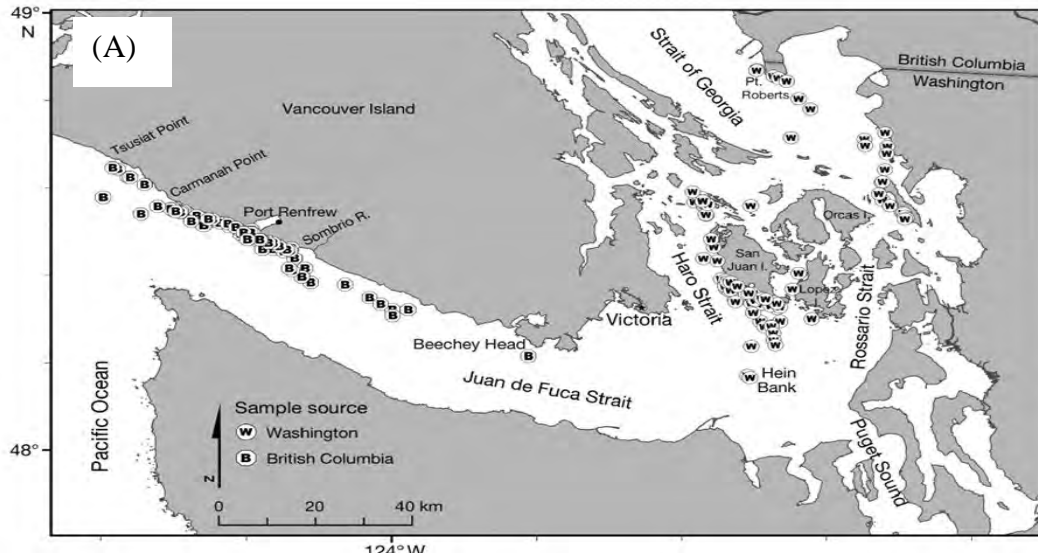 49°
N
(A)
Strait of Georgia
British Columbia
Washington
Pt.
Roberts
Vancouver Island
Tsusiat Point
Carmanah Point
Port Renfrew
Sombrio R.
Orcas I.
San
Juan I.
Lopez
I.
Haro Strait
Rossario Strait
Victoria
Beechey Head
Hein
Bank
Juan de Fuca Strait
Pacific Ocean
Puget Sound
Sample source
W Washington
B British Columbia
N
0 20 40 km
48°
124°W